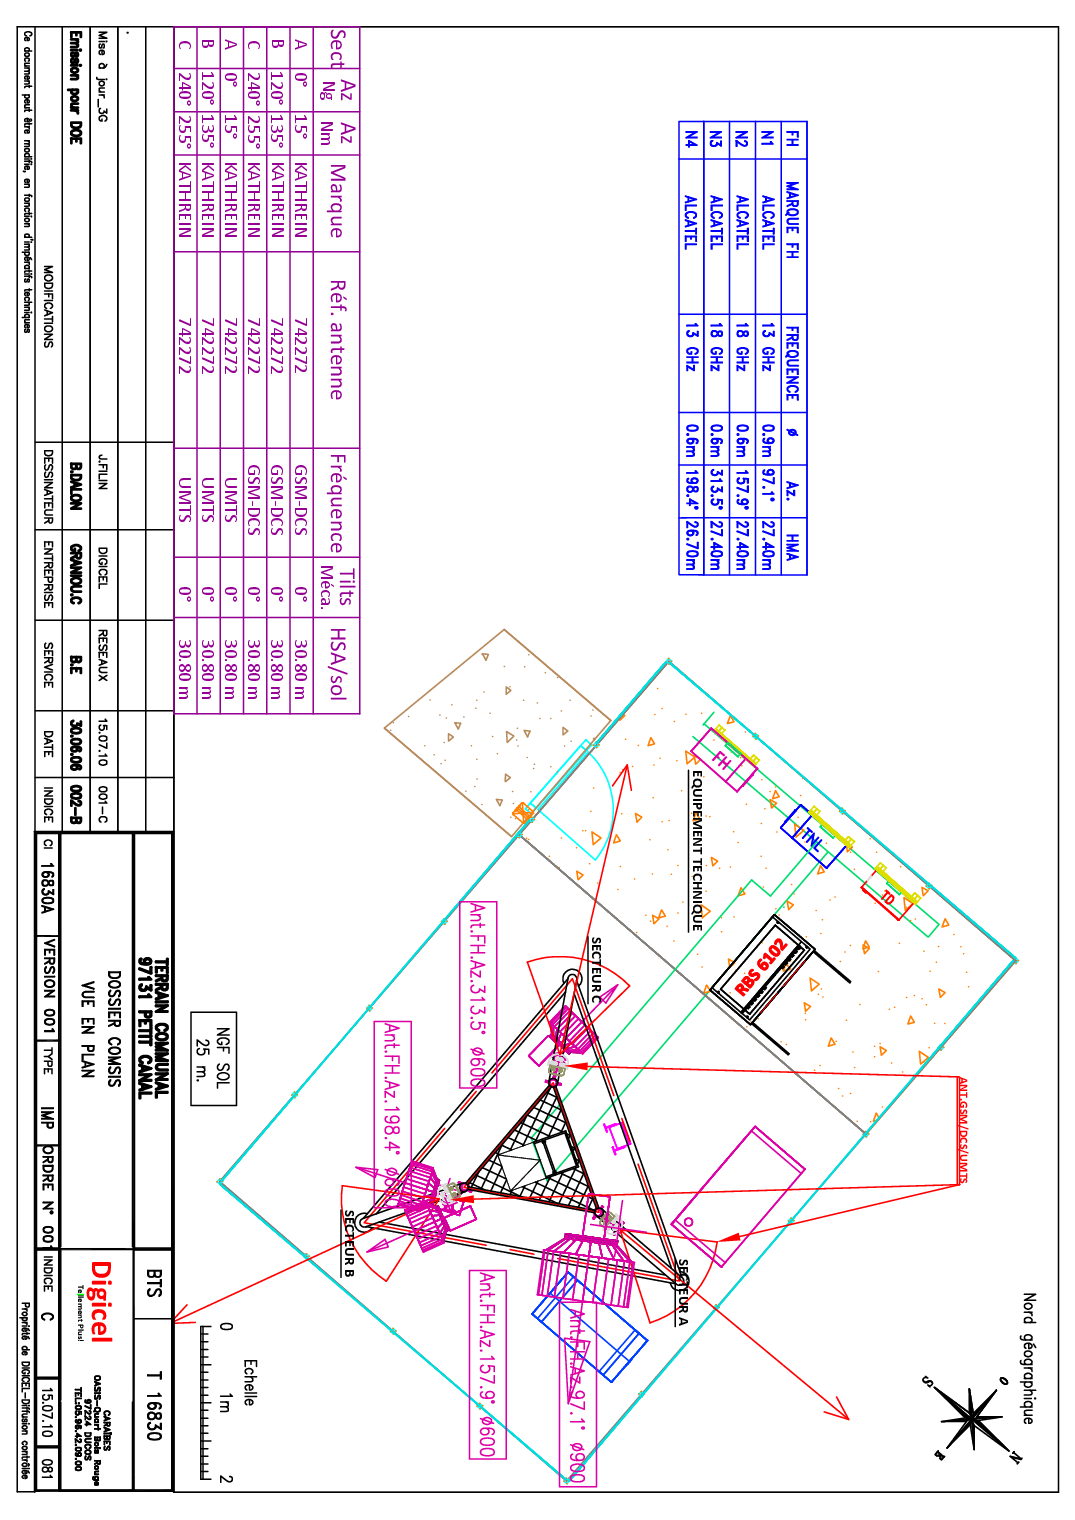 FH MARQUE FH FREQUENCE ø Az. HMA
N1 ALCATEL 13 GHz 0.9m 97.1° 27.40m
N2 ALCATEL 18 GHz 0.6m 157.9° 27.40m
N3 ALCATEL 18 GHz 0.6m 313.5° 27.40m
N4 ALCATEL 13 GHz 0.6m 198.4° 26.70m
Nord géographique
N
S
O
EQUIPEMENT TECHNIQUE
FH
TNL
TD
RBS 6102
ANT.GSM/DCS/UMTS
SECTEUR C
SECTEUR A
SECTEUR B
Ant.FH.Az.313.5° ø600
Ant.FH.Az.198.4°
Ant.FH.Az.157.9° ø600
Ant.FH.Az.97.1° ø900
Sect Az Ng Az Nm Marque Réf. antenne Fréquence Tilts Méca. HSA/sol
A 0° 15° KATHREIN 742272 GSM-DCS 0° 30.80 m
B 120° 135° KATHREIN 742272 GSM-DCS 0° 30.80 m
C 240° 255° KATHREIN 742272 GSM-DCS 0° 30.80 m
A 0° 15° KATHREIN 742272 UMTS 0° 30.80 m
B 120° 135° KATHREIN 742272 UMTS 0° 30.80 m
C 240° 255° KATHREIN 742272 UMTS 0° 30.80 m
NGF SOL
25 m.
Echelle
0 1m 2
Mise à jour_3G J.FILIN DIGICEL RESEAUX 15.07.10 001-C
Emission pour DOE B.DALON GRANIOU.C B.E 30.06.06 002-B
MODIFICATIONS DESSINATEUR ENTREPRISE SERVICE DATE INDICE
TERRAIN COMMUNAL
97131 PETIT CANAL
BTS T 16830
DOSSIER COMSIS
VUE EN PLAN
Digicel
Tellement Plus!
CARAÏBES
OASIS-Quart Bois Rouge
97224 DUCOS
TEL:05.96.42.09.00
CI 16830A VERSION 001 TYPE IMP ORDRE N° 001 INDICE C 15.07.10 081
Ce document peut être modifié, en fonction d'impératifs techniques
Propriété de DIGICEL-Diffusion contrôlée